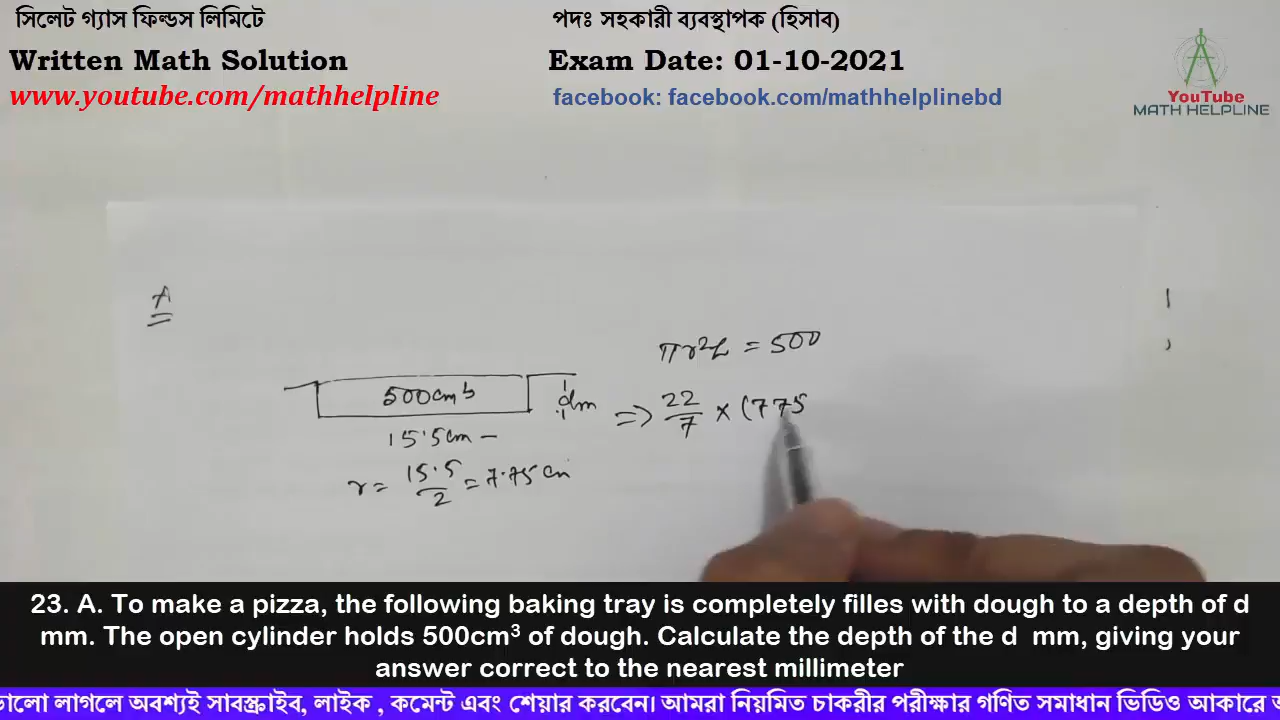 সিলেট গ্যাস ফিল্ডস লিমিটে
পদঃ সহকারী ব্যবস্থাপক (হিসাব)
Written Math Solution
Exam Date: 01-10-2021
www.youtube.com/mathhelpline
facebook: facebook.com/mathhelplinebd
YouTube
MATH HELPLINE
A
πr²h = 500
500cm³
dm
=> 22/7 × (775
15.5cm
r = 15.5/2 = 7.75 cm
23. A. To make a pizza, the following baking tray is completely filles with dough to a depth of d
mm. The open cylinder holds 500cm³ of dough. Calculate the depth of the d mm, giving your
answer correct to the nearest millimeter
লাগলে অবশ্যই সাবস্ক্রাইব, লাইক , কমেন্ট এবং শেয়ার করবেন। আমরা নিয়মিত চাকরীর পরীক্ষার গণিত সমাধান ভিডিও আকারে